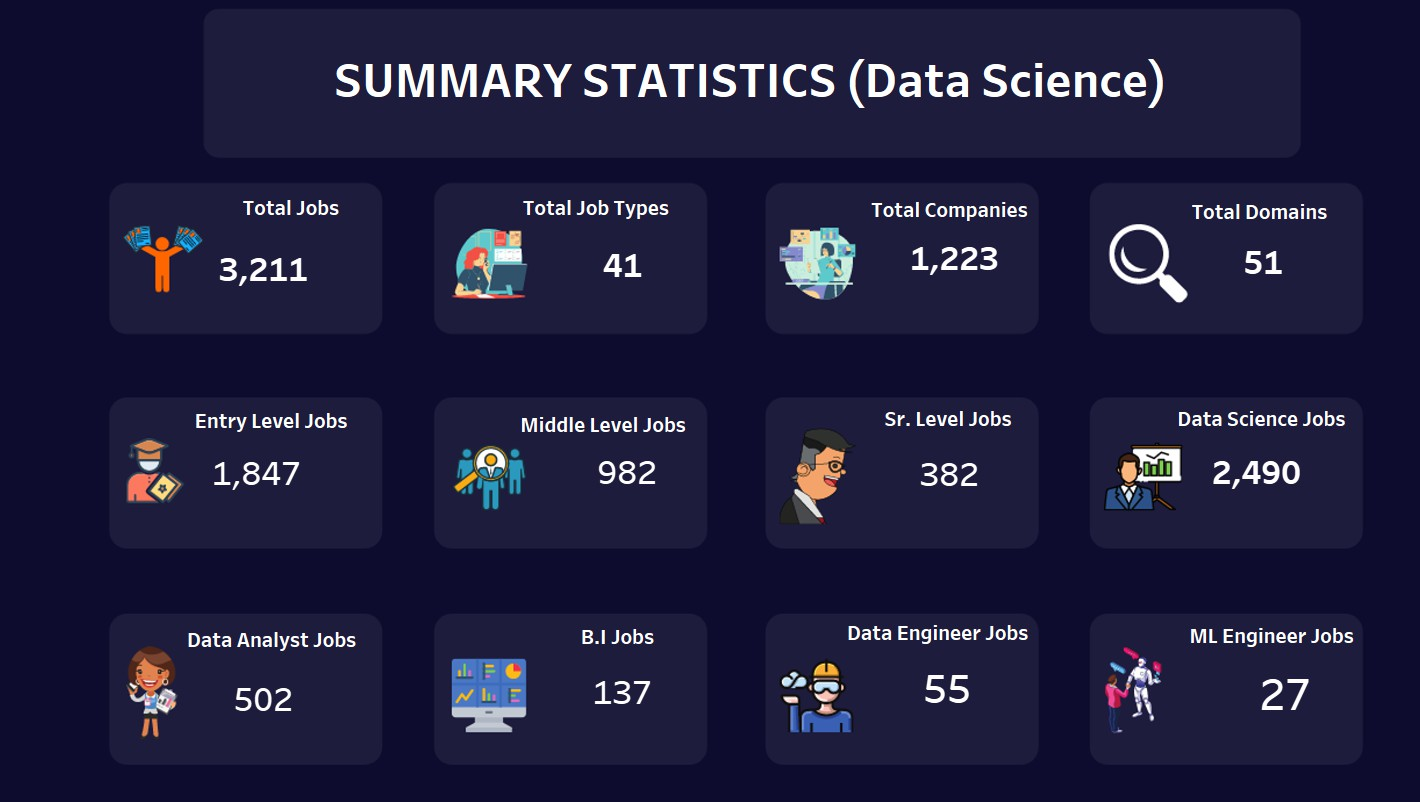 SUMMARY STATISTICS (Data Science)
Total Jobs
3,211
Total Job Types
41
Total Companies
1,223
Total Domains
51
Entry Level Jobs
1,847
Middle Level Jobs
982
Sr. Level Jobs
382
Data Science Jobs
2,490
Data Analyst Jobs
502
B.I Jobs
137
Data Engineer Jobs
55
ML Engineer Jobs
27